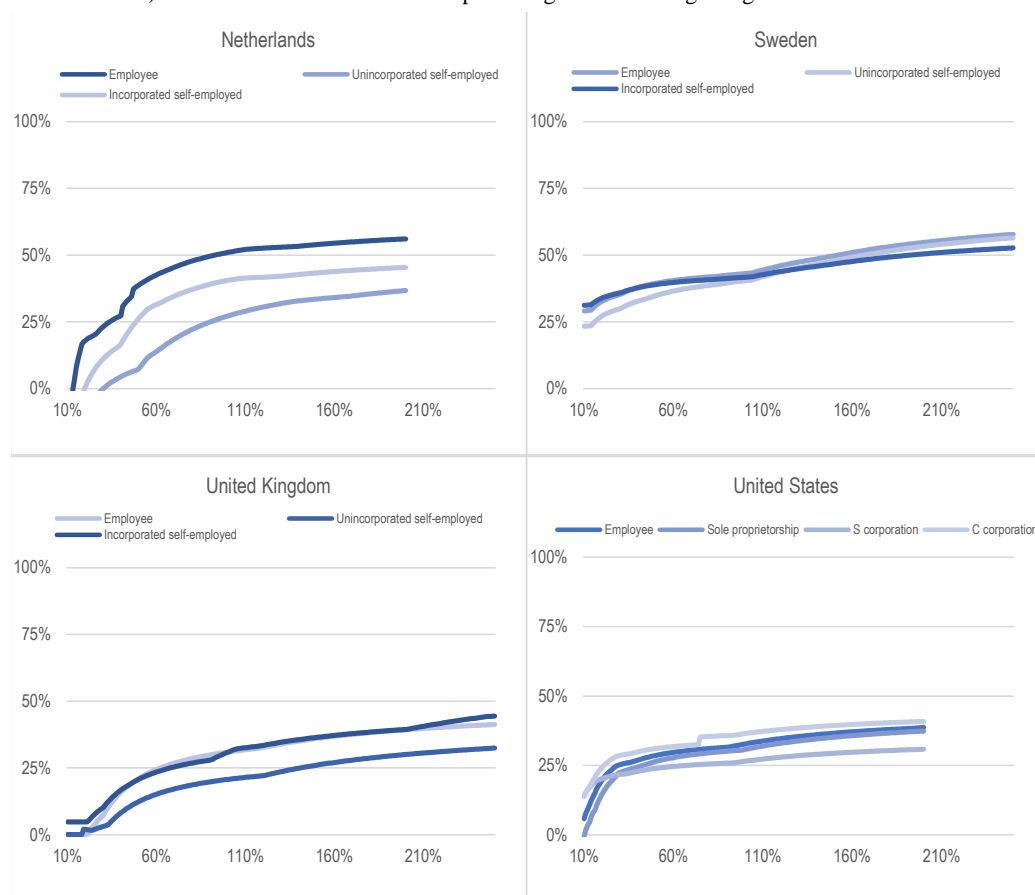 Netherlands
Employee
Unincorporated self-employed
Incorporated self-employed
100%
75%
50%
25%
0%
10% 60% 110% 160% 210%
Sweden
Employee
Unincorporated self-employed
Incorporated self-employed
100%
75%
50%
25%
0%
10% 60% 110% 160% 210%
United Kingdom
Employee
Unincorporated self-employed
Incorporated self-employed
100%
75%
50%
25%
0%
10% 60% 110% 160% 210%
United States
Employee Sole proprietorship S corporation C corporation
100%
75%
50%
25%
0%
10% 60% 110% 160% 210%